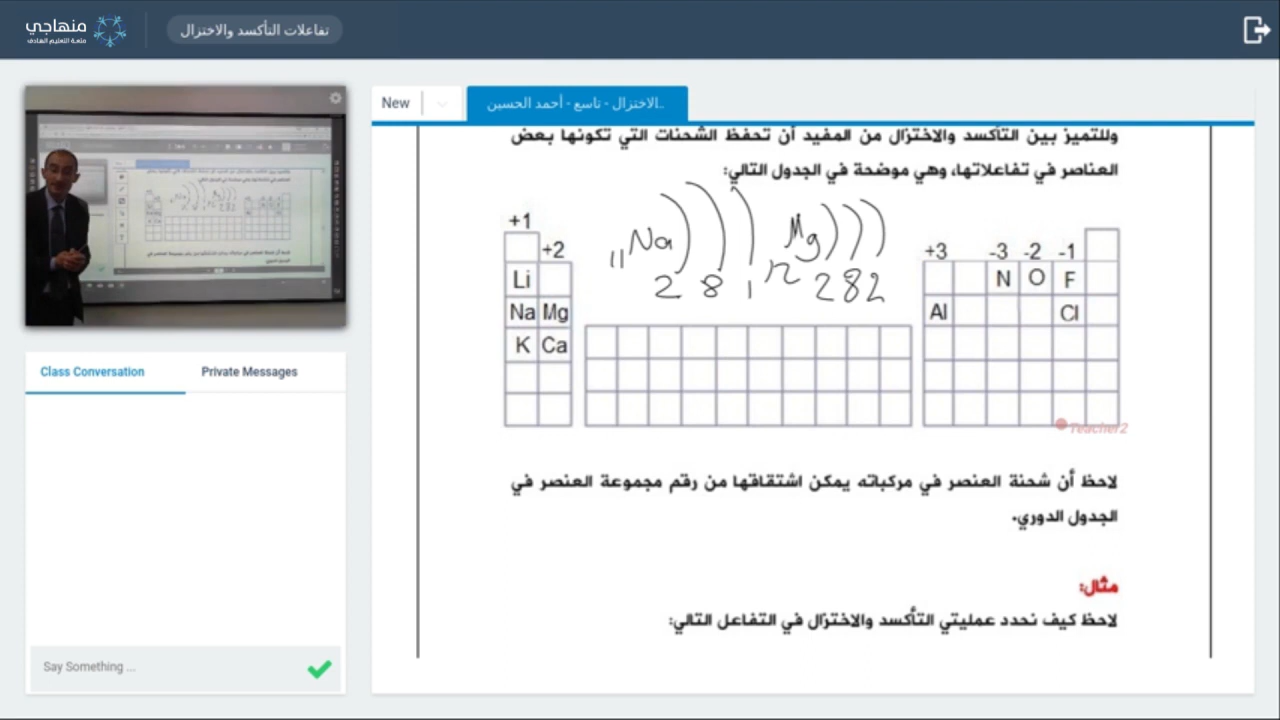 منهاجي
متعة التعليم الهادف
تفاعلات التأكسد والاختزال
New
..الاختزال - تاسع - أحمد الحسين
وللتمييز بين التأكسد والاختزال من المفيد أن تحفظ الشحنات التي تكونها بعض
العناصر في تفاعلاتها، وهي موضحة في الجدول التالي:
+1
+2 +3 -3 -2 -1
Li N O F
Na Mg Al Cl
K Ca
11Na ) ) ) 12Mg ) ) )
2 8 1 2 8 2
Teacher2
لاحظ أن شحنة العنصر في مركباته يمكن اشتقاقها من رقم مجموعة العنصر في
الجدول الدوري.
مثال:
لاحظ كيف نحدد عمليتي التأكسد والاختزال في التفاعل التالي:
Class Conversation
Private Messages
Say Something ...